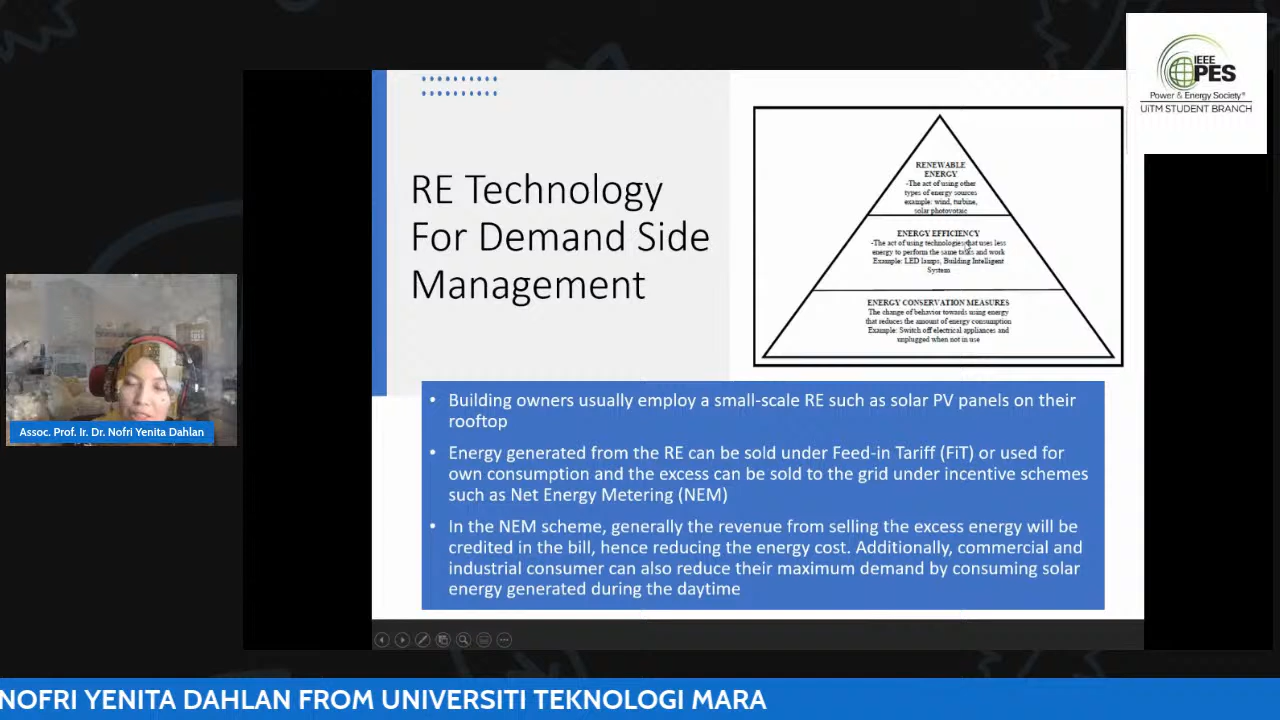 IEEE
PES
Power & Energy Society®
UiTM STUDENT BRANCH
RE Technology
For Demand Side
Management
RENEWABLE
ENERGY
-The act of using other
types of energy sources
example: wind, turbine,
solar photovotaic
ENERGY EFFICIENCY
-The act of using technologies that uses less
energy to perform the same tasks and work
Example: LED lamps, Building Intelligent
System
ENERGY CONSERVATION MEASURES
The change of behavior towards using energy
that reduces the amount of energy consumption
Example: Switch off electrical appliances and
unplugged when not in use
• Building owners usually employ a small-scale RE such as solar PV panels on their
rooftop
• Energy generated from the RE can be sold under Feed-in Tariff (FiT) or used for
own consumption and the excess can be sold to the grid under incentive schemes
such as Net Energy Metering (NEM)
• In the NEM scheme, generally the revenue from selling the excess energy will be
credited in the bill, hence reducing the energy cost. Additionally, commercial and
industrial consumer can also reduce their maximum demand by consuming solar
energy generated during the daytime
Assoc. Prof. Ir. Dr. Nofri Yenita Dahlan
NOFRI YENITA DAHLAN FROM UNIVERSITI TEKNOLOGI MARA